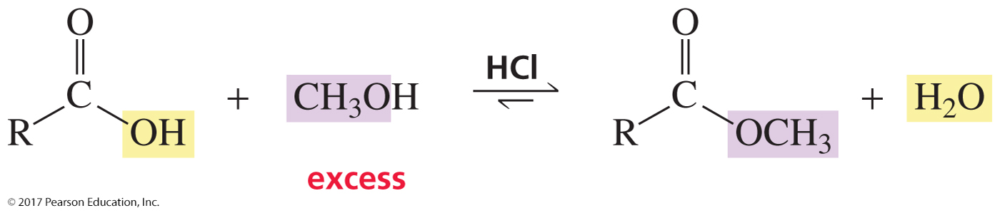 O
O
HCl
C + CH₃OH C + H₂O
R OH R OCH₃
excess
© 2017 Pearson Education, Inc.